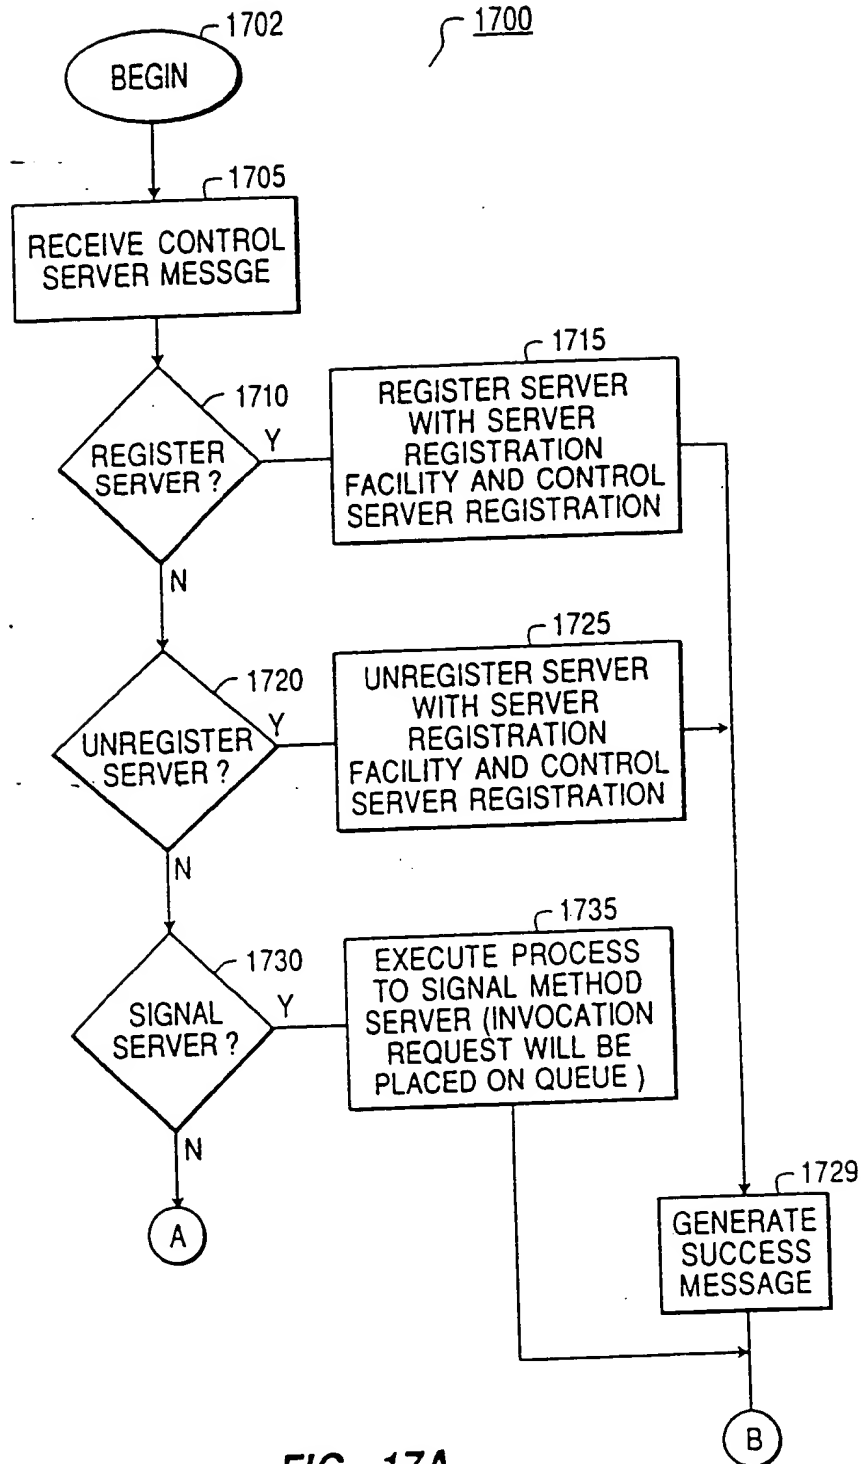 1702
1700
BEGIN
1705
RECEIVE CONTROL
SERVER MESSGE
1710
REGISTER
SERVER ?
Y
N
1715
REGISTER SERVER
WITH SERVER
REGISTRATION
FACILITY AND CONTROL
SERVER REGISTRATION
1720
UNREGISTER
SERVER ?
Y
N
1725
UNREGISTER SERVER
WITH SERVER
REGISTRATION
FACILITY AND CONTROL
SERVER REGISTRATION
1730
SIGNAL
SERVER ?
Y
N
1735
EXECUTE PROCESS
TO SIGNAL METHOD
SERVER (INVOCATION
REQUEST WILL BE
PLACED ON QUEUE )
A
1729
GENERATE
SUCCESS
MESSAGE
B
FIG. 17A